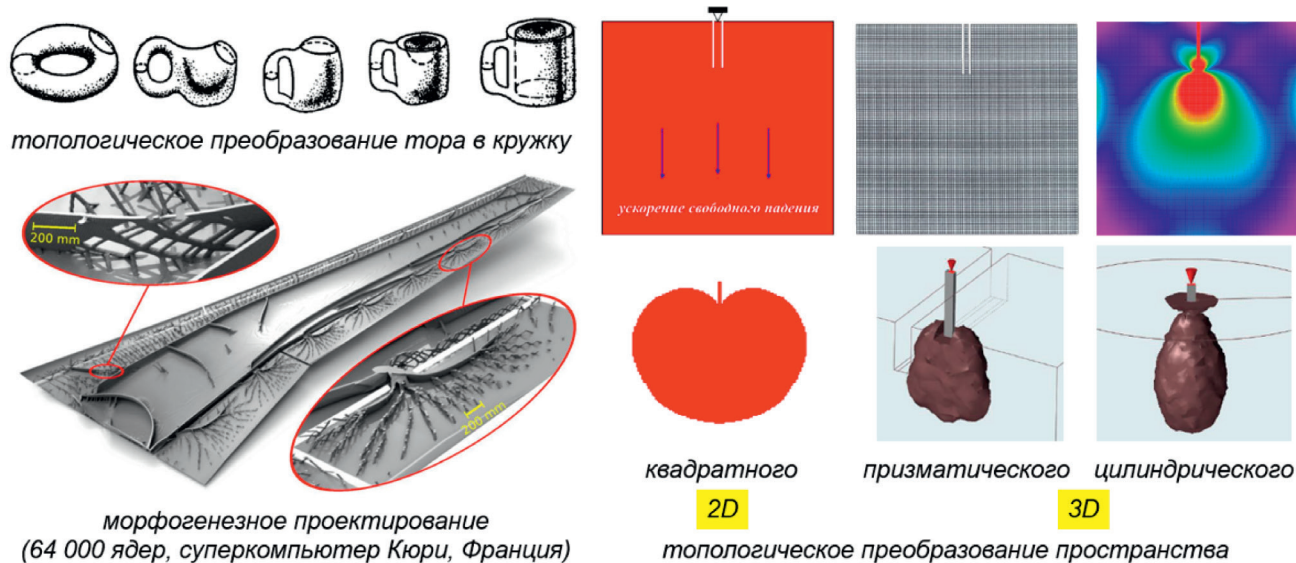 топологическое преобразование тора в кружку
200 mm
200 mm
морфогенезное проектирование
(64 000 ядер, суперкомпьютер Кюри, Франция)
ускорение свободного падения
квадратного
призматического
цилиндрического
2D
3D
топологическое преобразование пространства